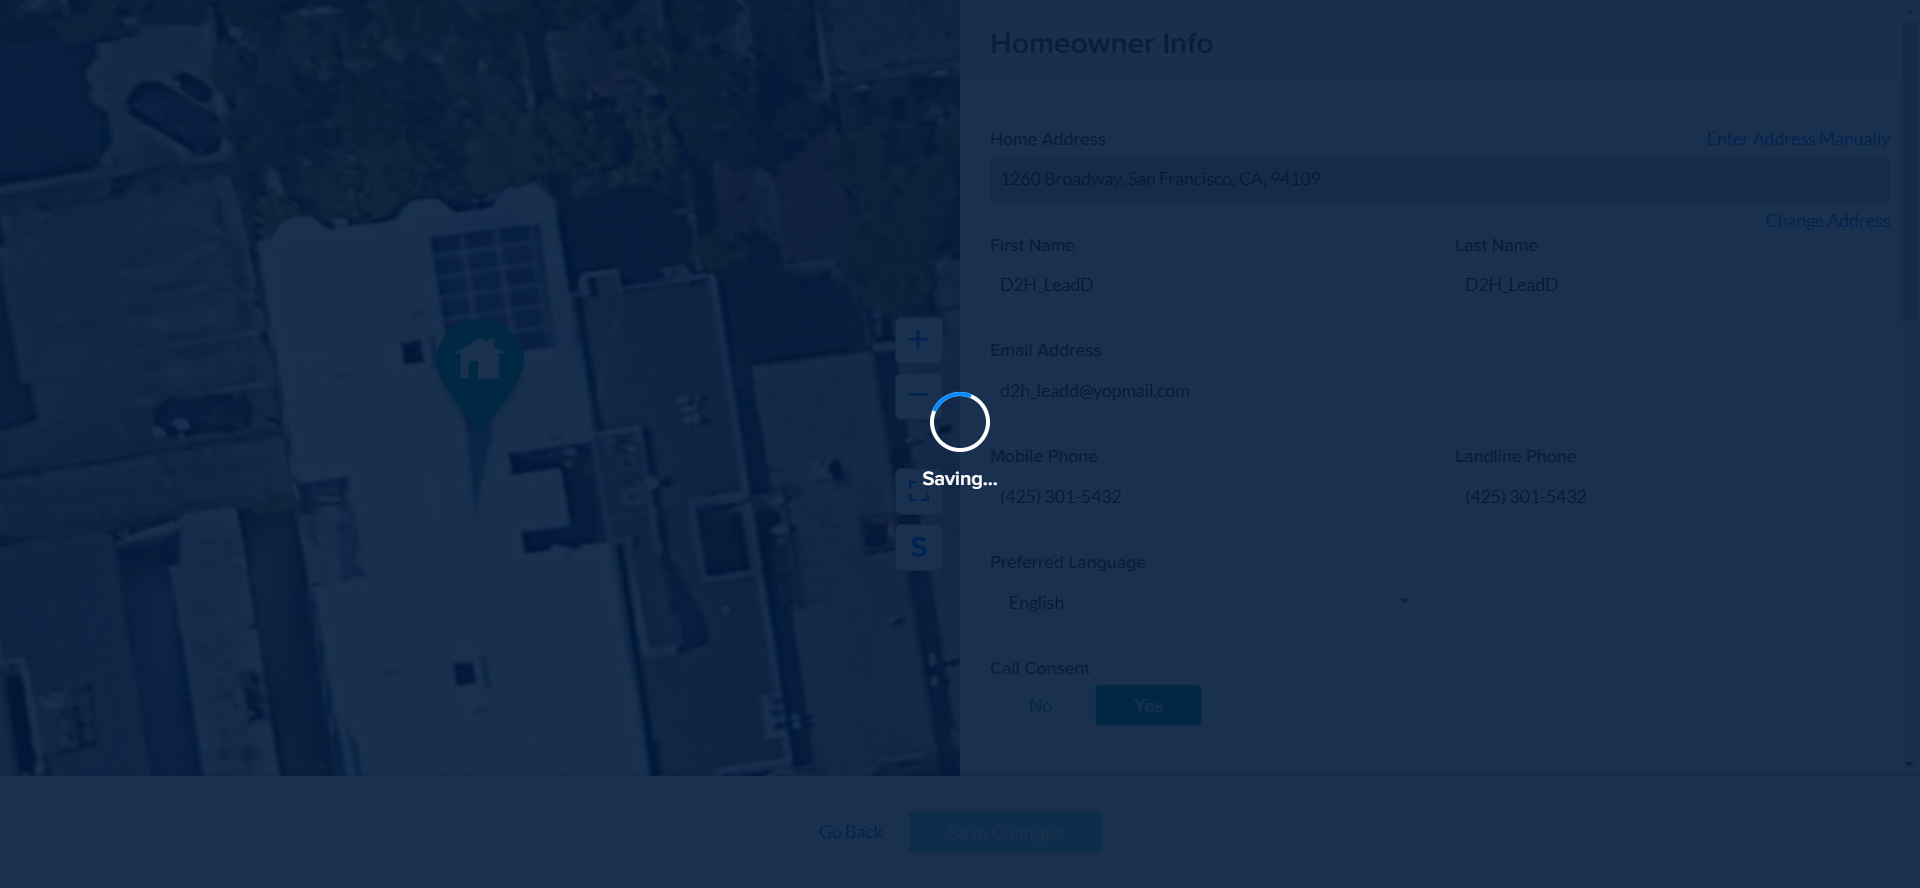 Homeowner Info
Home Address
Enter Address Manually
1260 Broadway, San Francisco, CA, 94109
Change Address
First Name
Last Name
D2H_LeadD
D2H_LeadD
Email Address
d2h_leadd@yopmail.com
Saving...
Mobile Phone
Landline Phone
(425) 301-5432
(425) 301-5432
S
Preferred Language
English
Call Consent
No
Yes
Go Back
Save Changes